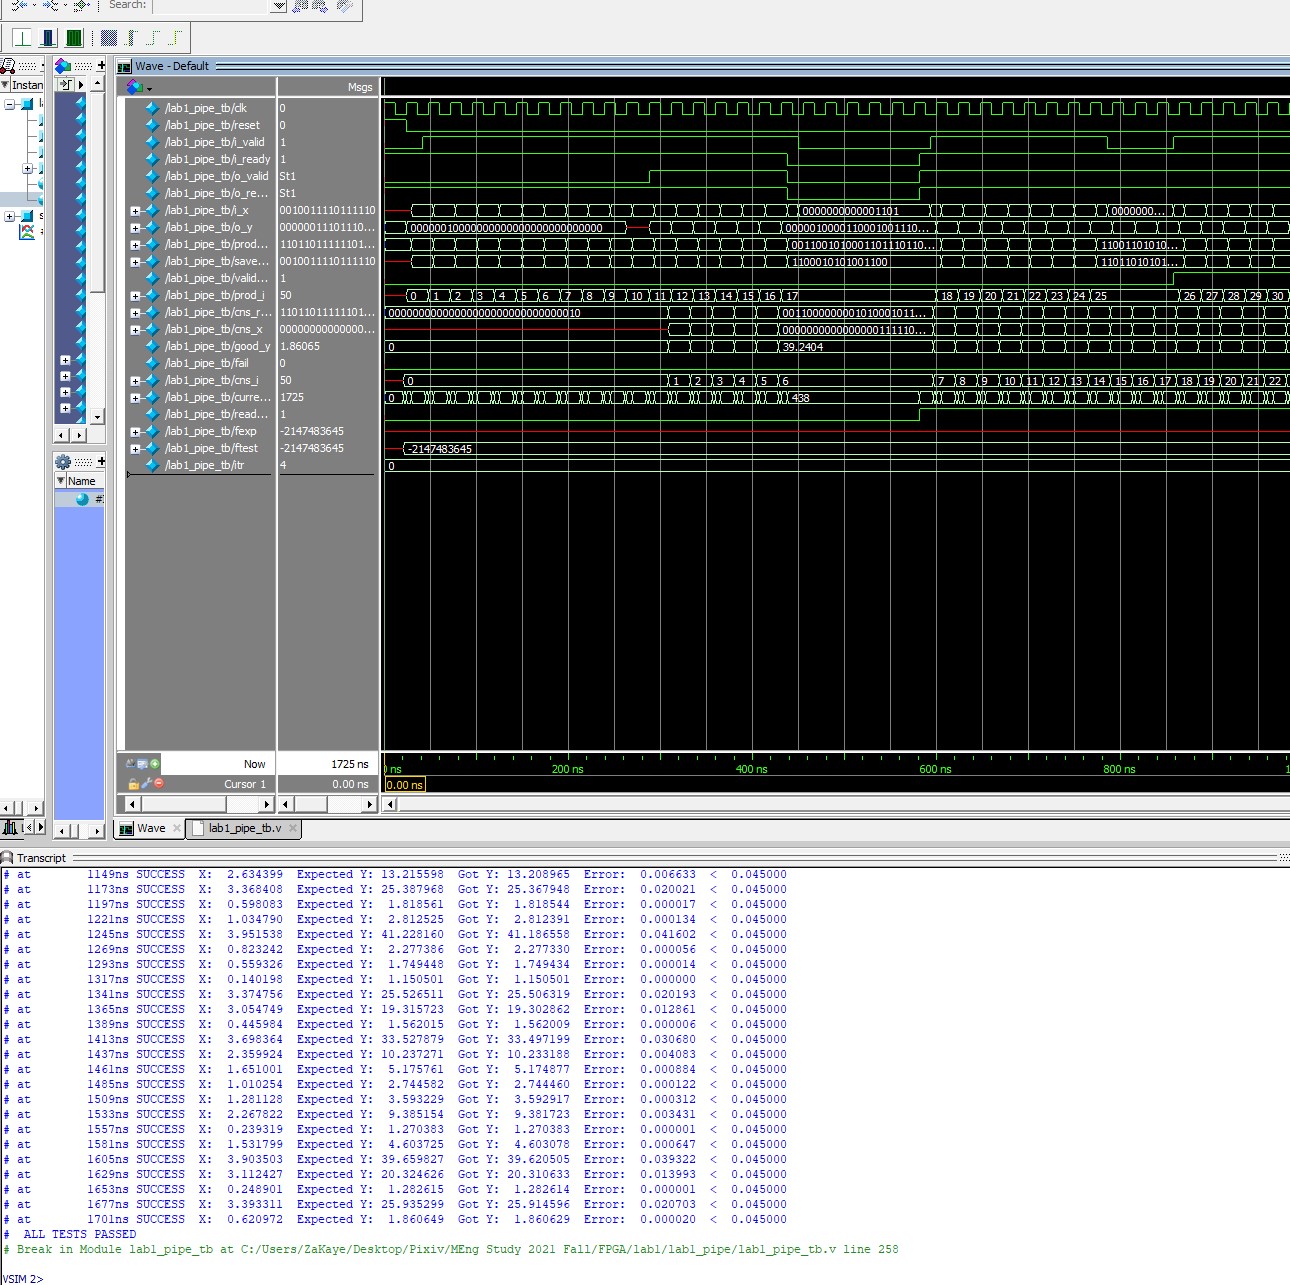 Search:
Wave - Default
Instan
Msgs
/lab1_pipe_tb/clk 0
/lab1_pipe_tb/reset 0
/lab1_pipe_tb/i_valid 1
/lab1_pipe_tb/i_ready 1
/lab1_pipe_tb/o_valid St1
/lab1_pipe_tb/o_re... St1
/lab1_pipe_tb/i_x 0010011110111110 0000000000001101 0000000...
/lab1_pipe_tb/o_y 00000011101110...
/lab1_pipe_tb/prod... 11011011111101... 11001101010...
/lab1_pipe_tb/save... 0010011110111110 1100010101001100 11011010101...
/lab1_pipe_tb/valid... 1
/lab1_pipe_tb/prod_i 50 0 1 2 3 4 5 6 7 8 9 10 11 12 13 14 15 16 17 18 19 20 21 22 23 24 25 26 27 28 29 30
/lab1_pipe_tb/cns_r... 11011011111101...
/lab1_pipe_tb/cns_x 00000000000000...
/lab1_pipe_tb/good_y 1.86065 0 39.2404
/lab1_pipe_tb/fail 0
/lab1_pipe_tb/cns_i 50 0 1 2 3 4 5 6 7 8 9 10 11 12 13 14 15 16 17 18 19 20 21 22
/lab1_pipe_tb/curre... 1725 0 438
/lab1_pipe_tb/read... 1
/lab1_pipe_tb/fexp -2147483645
/lab1_pipe_tb/ftest -2147483645 -2147483645
/lab1_pipe_tb/itr 4 0
Name
Now 1725 ns 200 ns 400 ns 600 ns 800 ns
Cursor 1 0.00 ns 0.00 ns
Wave lab1_pipe_tb.v
Transcript
# at 1149ns SUCCESS X: 2.634399 Expected Y: 13.215598 Got Y: 13.208965 Error: 0.006633 < 0.045000
# at 1173ns SUCCESS X: 3.368408 Expected Y: 25.387968 Got Y: 25.367948 Error: 0.020021 < 0.045000
# at 1197ns SUCCESS X: 0.598083 Expected Y: 1.818561 Got Y: 1.818544 Error: 0.000017 < 0.045000
# at 1221ns SUCCESS X: 1.034790 Expected Y: 2.812525 Got Y: 2.812391 Error: 0.000134 < 0.045000
# at 1245ns SUCCESS X: 3.951538 Expected Y: 41.228160 Got Y: 41.186558 Error: 0.041602 < 0.045000
# at 1269ns SUCCESS X: 0.823242 Expected Y: 2.277386 Got Y: 2.277330 Error: 0.000056 < 0.045000
# at 1293ns SUCCESS X: 0.559326 Expected Y: 1.749448 Got Y: 1.749434 Error: 0.000014 < 0.045000
# at 1317ns SUCCESS X: 0.140198 Expected Y: 1.150501 Got Y: 1.150501 Error: 0.000000 < 0.045000
# at 1341ns SUCCESS X: 3.374756 Expected Y: 25.526511 Got Y: 25.506319 Error: 0.020193 < 0.045000
# at 1365ns SUCCESS X: 3.054749 Expected Y: 19.315723 Got Y: 19.302862 Error: 0.012861 < 0.045000
# at 1389ns SUCCESS X: 0.445984 Expected Y: 1.562015 Got Y: 1.562009 Error: 0.000006 < 0.045000
# at 1413ns SUCCESS X: 3.698364 Expected Y: 33.527879 Got Y: 33.497199 Error: 0.030680 < 0.045000
# at 1437ns SUCCESS X: 2.359924 Expected Y: 10.237271 Got Y: 10.233188 Error: 0.004083 < 0.045000
# at 1461ns SUCCESS X: 1.651001 Expected Y: 5.175761 Got Y: 5.174877 Error: 0.000884 < 0.045000
# at 1485ns SUCCESS X: 1.010254 Expected Y: 2.744582 Got Y: 2.744460 Error: 0.000122 < 0.045000
# at 1509ns SUCCESS X: 1.281128 Expected Y: 3.593229 Got Y: 3.592917 Error: 0.000312 < 0.045000
# at 1533ns SUCCESS X: 2.267822 Expected Y: 9.385154 Got Y: 9.381723 Error: 0.003431 < 0.045000
# at 1557ns SUCCESS X: 0.239319 Expected Y: 1.270383 Got Y: 1.270383 Error: 0.000001 < 0.045000
# at 1581ns SUCCESS X: 1.531799 Expected Y: 4.603725 Got Y: 4.603078 Error: 0.000647 < 0.045000
# at 1605ns SUCCESS X: 3.903503 Expected Y: 39.659827 Got Y: 39.620505 Error: 0.039322 < 0.045000
# at 1629ns SUCCESS X: 3.112427 Expected Y: 20.324626 Got Y: 20.310633 Error: 0.013993 < 0.045000
# at 1653ns SUCCESS X: 0.248901 Expected Y: 1.282615 Got Y: 1.282614 Error: 0.000001 < 0.045000
# at 1677ns SUCCESS X: 3.393311 Expected Y: 25.935299 Got Y: 25.914596 Error: 0.020703 < 0.045000
# at 1701ns SUCCESS X: 0.620972 Expected Y: 1.860649 Got Y: 1.860629 Error: 0.000020 < 0.045000
# ALL TESTS PASSED
# Break in Module lab1_pipe_tb at C:/Users/ZaKaye/Desktop/Pixiv/MEng Study 2021 Fall/FPGA/lab1/lab1_pipe/lab1_pipe_tb.v line 258
VSIM 2>